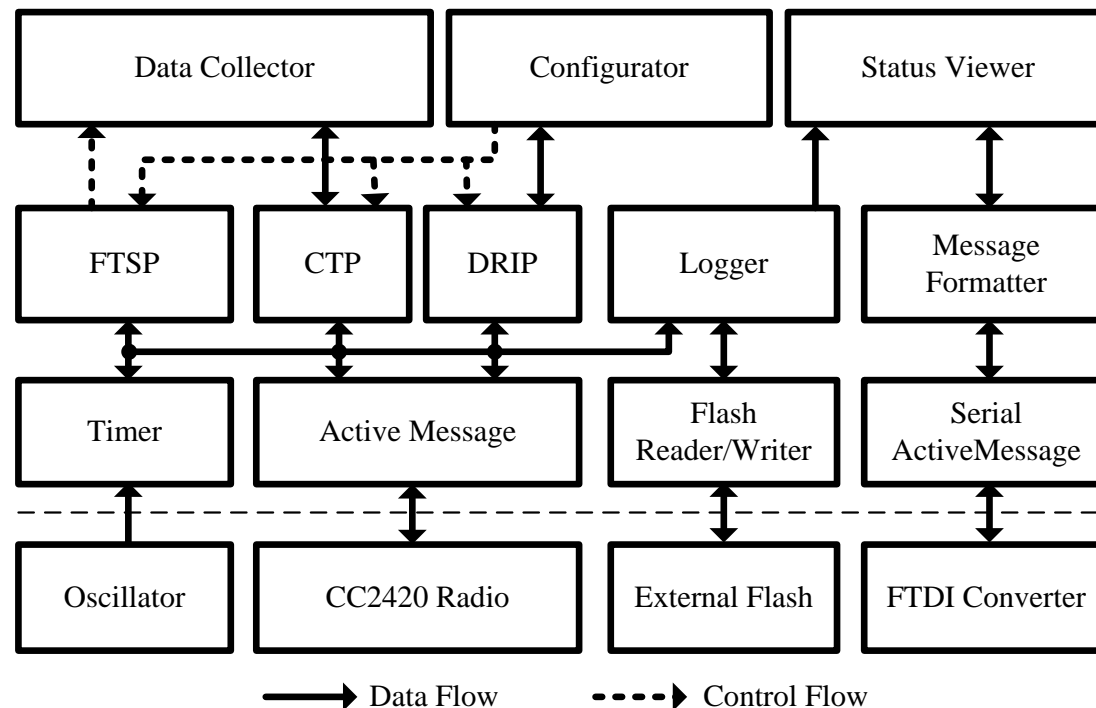 Data Collector
Configurator
Status Viewer
FTSP
CTP
DRIP
Logger
Message
Formatter
Timer
Active Message
Flash
Reader/Writer
Serial
ActiveMessage
Oscillator
CC2420 Radio
External Flash
FTDI Converter
Data Flow
Control Flow